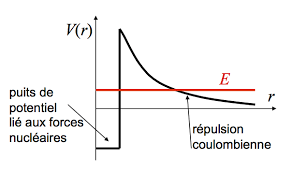 V(r)
E
r
puits de
potentiel
lié aux forces
nucléaires
répulsion
coulombienne